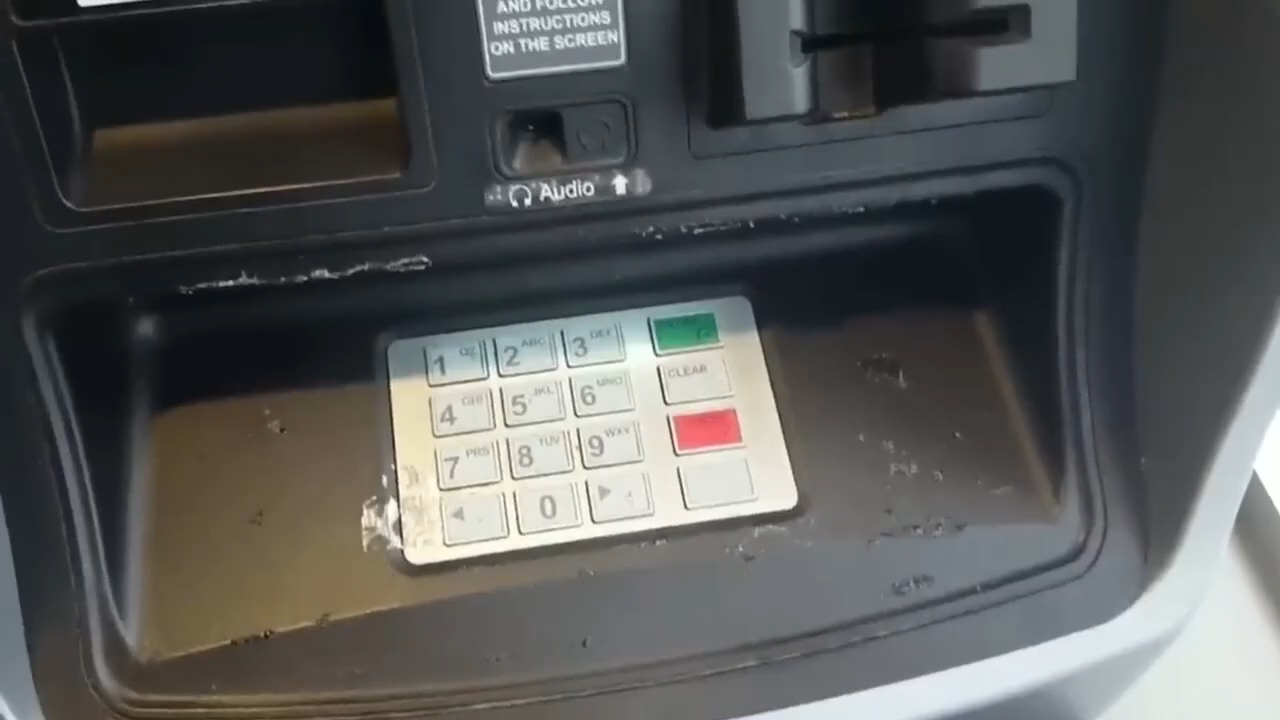 AND FOLLOW
INSTRUCTIONS
ON THE SCREEN
Audio
1 QZ 2 ABC 3 DEF
4 GHI 5 JKL 6 MNO CLEAR
7 PRS 8 TUV 9 WXY
0